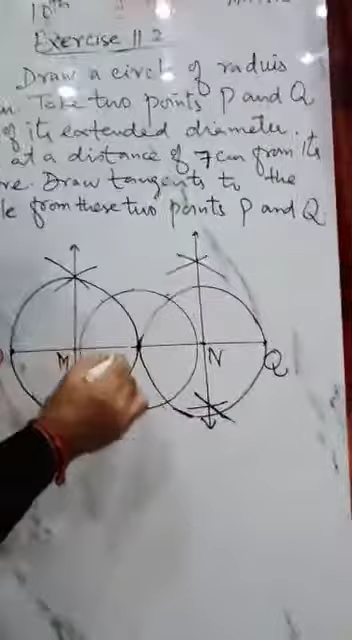 10th
Exercise 11.2
Draw a circle of raduis
Take two points P and Q
of its extended diameter.
at a distance of 7 cm from its
Draw tangents to the
from these two points P and Q
M
N
Q